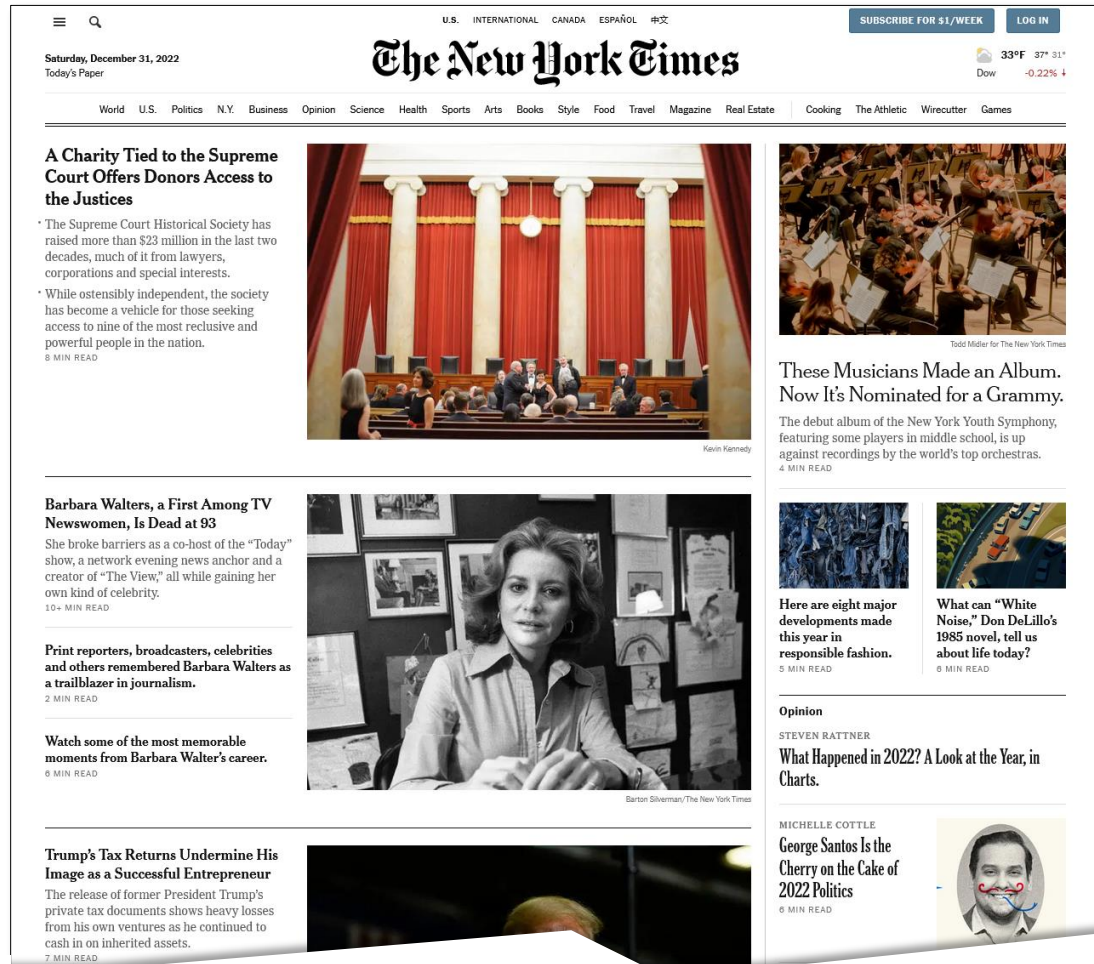 U.S. INTERNATIONAL CANADA ESPAÑOL 中文
SUBSCRIBE FOR $1/WEEK
LOG IN
Saturday, December 31, 2022
Today's Paper
The New York Times
33°F 37° 31°
Dow -0.22% ↓
World U.S. Politics N.Y. Business Opinion Science Health Sports Arts Books Style Food Travel Magazine Real Estate Cooking The Athletic Wirecutter Games
A Charity Tied to the Supreme
Court Offers Donors Access to
the Justices
• The Supreme Court Historical Society has
raised more than $23 million in the last two
decades, much of it from lawyers,
corporations and special interests.
• While ostensibly independent, the society
has become a vehicle for those seeking
access to nine of the most reclusive and
powerful people in the nation.
8 MIN READ
Kevin Kennedy
Barbara Walters, a First Among TV
Newswomen, Is Dead at 93
She broke barriers as a co-host of the “Today”
show, a network evening news anchor and a
creator of “The View,” all while gaining her
own kind of celebrity.
10+ MIN READ
Print reporters, broadcasters, celebrities
and others remembered Barbara Walters as
a trailblazer in journalism.
2 MIN READ
Watch some of the most memorable
moments from Barbara Walter’s career.
6 MIN READ
Barton Silverman/The New York Times
Trump’s Tax Returns Undermine His
Image as a Successful Entrepreneur
The release of former President Trump’s
private tax documents shows heavy losses
from his own ventures as he continued to
cash in on inherited assets.
7 MIN READ
Todd Midler for The New York Times
These Musicians Made an Album.
Now It’s Nominated for a Grammy.
The debut album of the New York Youth Symphony,
featuring some players in middle school, is up
against recordings by the world’s top orchestras.
4 MIN READ
Here are eight major
developments made
this year in
responsible fashion.
5 MIN READ
What can “White
Noise,” Don DeLillo’s
1985 novel, tell us
about life today?
6 MIN READ
Opinion
STEVEN RATTNER
What Happened in 2022? A Look at the Year, in
Charts.
MICHELLE COTTLE
George Santos Is the
Cherry on the Cake of
2022 Politics
6 MIN READ